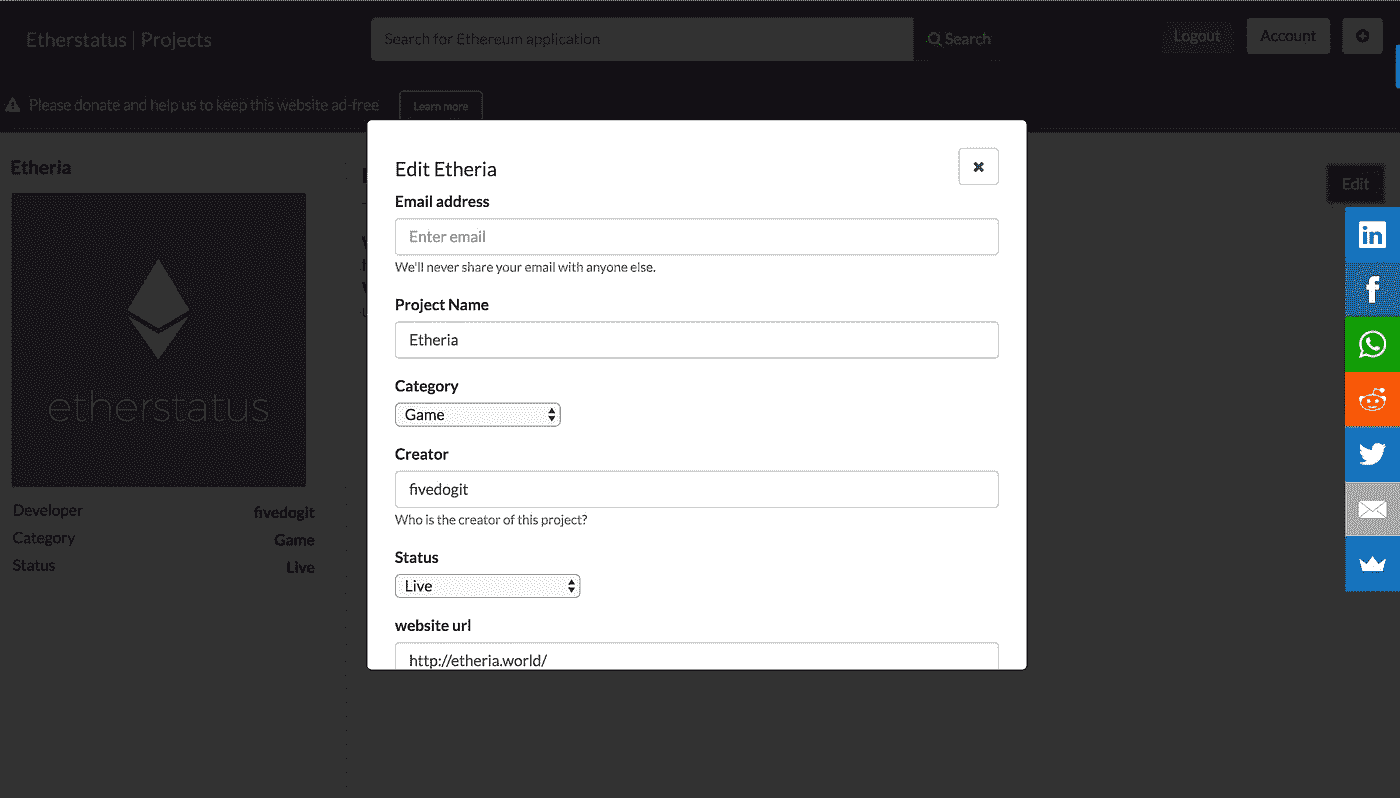 Etherstatus | Projects
Search for Ethereum application
Search
Logout
Account
Please donate and help us to keep this website ad-free
Learn more
Etheria
etherstatus
Developer fivedogit
Category Game
Status Live
Edit
Edit Etheria
Email address
Enter email
We'll never share your email with anyone else.
Project Name
Etheria
Category
Game
Creator
fivedogit
Who is the creator of this project?
Status
Live
website url
http://etheria.world/